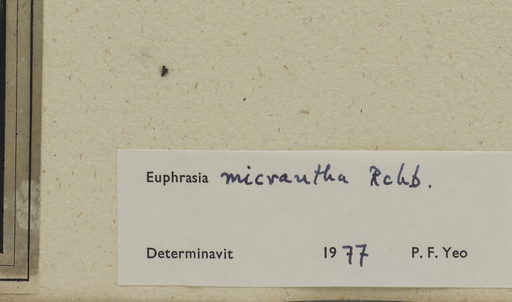 Euphrasia micrantha Rchb.
Determinavit 1977 P. F. Yeo